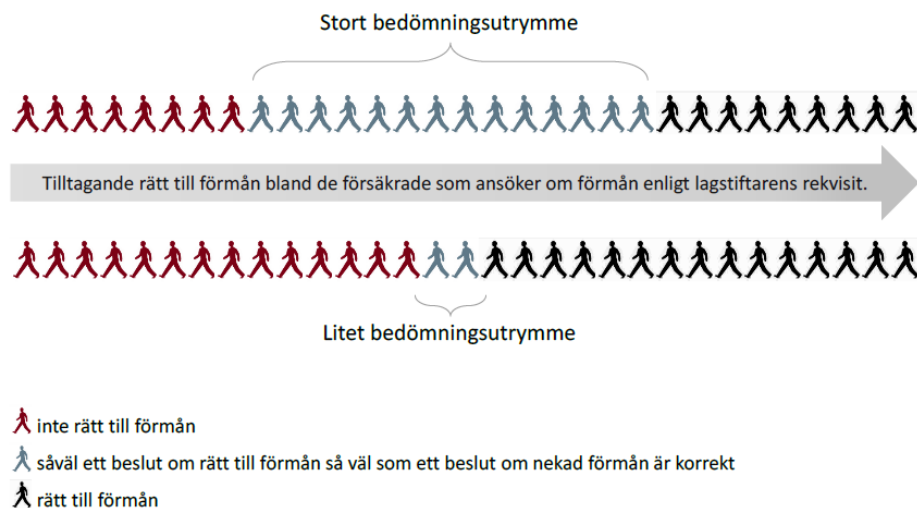 Stort bedömningsutrymme
Tilltagande rätt till förmån bland de försäkrade som ansöker om förmån enligt lagstiftarens rekvisit.
Litet bedömningsutrymme
inte rätt till förmån
såväl ett beslut om rätt till förmån så väl som ett beslut om nekad förmån är korrekt
rätt till förmån